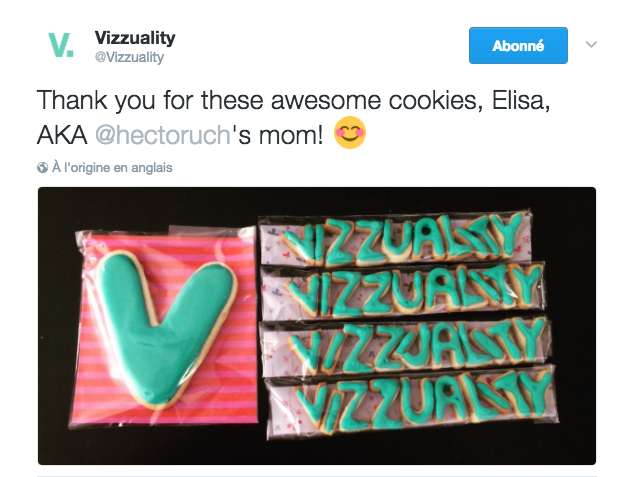 V.
Vizzuality
@Vizzuality
Abonné
Thank you for these awesome cookies, Elisa,
AKA @hectoruch's mom! 😊
À l'origine en anglais
V
VIZZUALITY
VIZZUALITY
VIZZUALITY
VIZZUALITY